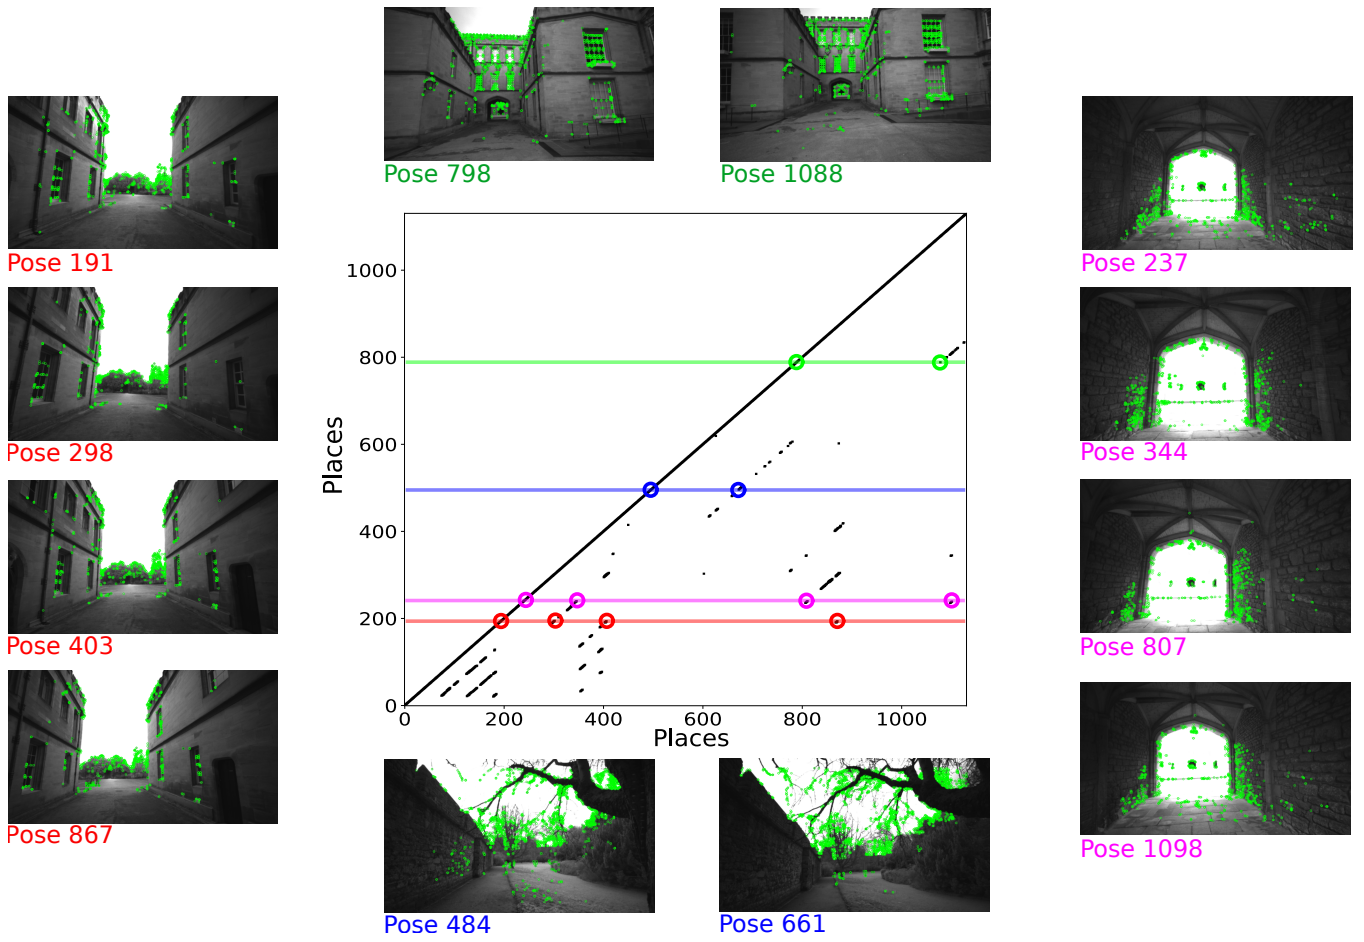 Pose 798
Pose 1088
Pose 191
Pose 237
Pose 298
Pose 344
Pose 403
Pose 807
Pose 867
Pose 1098
1000
800
600
400
200
0
Places
0 200 400 600 800 1000
Places
Pose 484
Pose 661